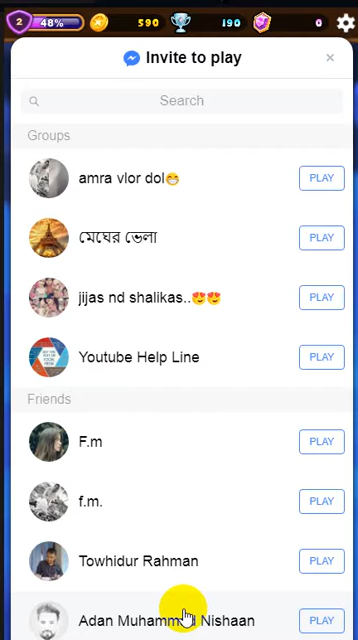 2 48% 590 190 0
Invite to play ×
Search
Groups
amra vlor dol😁 PLAY
মেঘের ভেলা PLAY
jijas nd shalikas..😍😍 PLAY
Youtube Help Line PLAY
Friends
F.m PLAY
f.m. PLAY
Towhidur Rahman PLAY
Adan Muhammad Nishaan PLAY